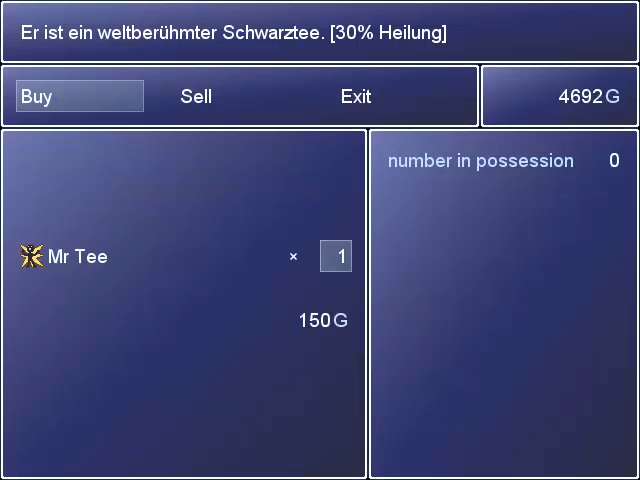 Er ist ein weltberühmter Schwarztee. [30% Heilung]
Buy Sell Exit 4692G
number in possession 0
Mr Tee × 1
150G